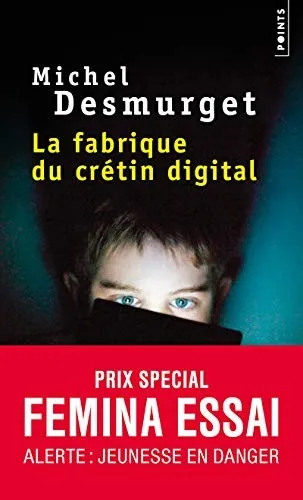 POINTS
Michel
Desmurget
La fabrique
du crétin digital
PRIX SPECIAL
FEMINA ESSAI
ALERTE : JEUNESSE EN DANGER